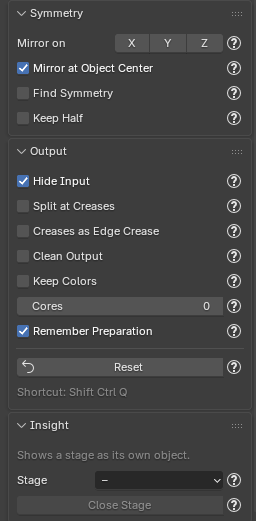 Symmetry
Mirror on X Y Z ?
Mirror at Object Center ?
Find Symmetry ?
Keep Half ?
Output
Hide Input ?
Split at Creases ?
Creases as Edge Crease ?
Clean Output ?
Keep Colors ?
Cores 0 ?
Remember Preparation ?
Reset ?
Shortcut: Shift Ctrl Q
Insight
Shows a stage as its own object.
Stage – ?
Close Stage ?